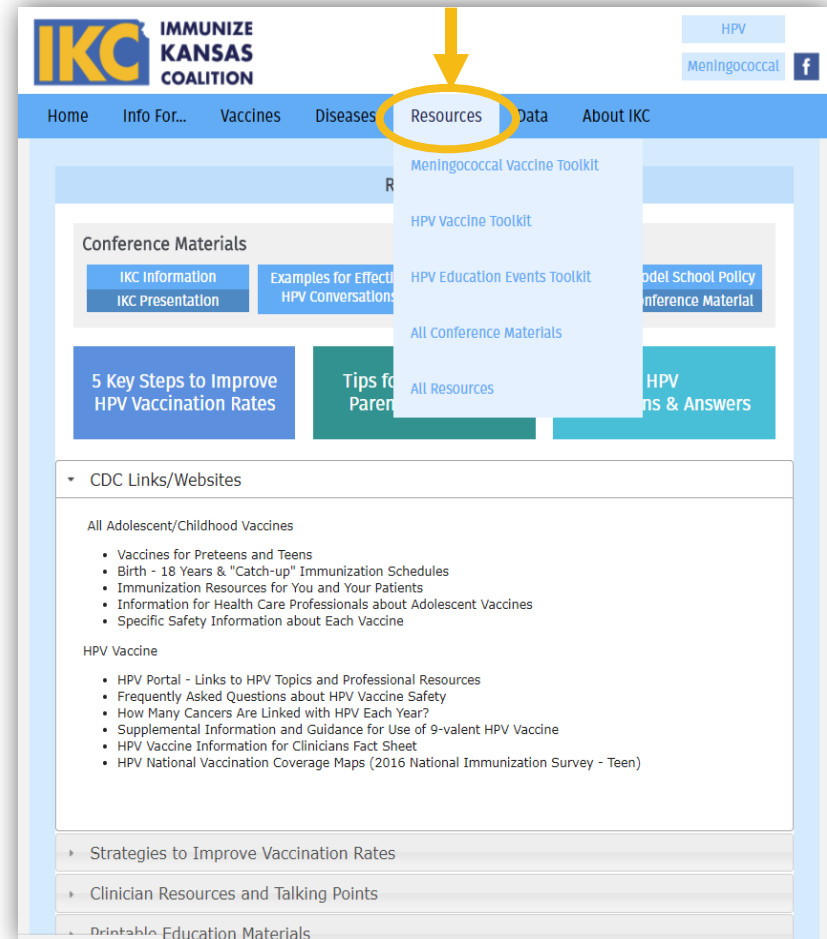 IKC
IMMUNIZE
KANSAS
COALITION
HPV
Meningococcal
f
Home Info For... Vaccines Diseases Resources Data About IKC
Meningococcal Vaccine Toolkit
HPV Vaccine Toolkit
HPV Education Events Toolkit
All Conference Materials
All Resources
R
Conference Materials
IKC Information
IKC Presentation
Examples for Effecti
HPV Conversations
odel School Policy
nference Material
5 Key Steps to Improve
HPV Vaccination Rates
Tips fo
Paren
HPV
ns & Answers
CDC Links/Websites
All Adolescent/Childhood Vaccines
• Vaccines for Preteens and Teens
• Birth - 18 Years & "Catch-up" Immunization Schedules
• Immunization Resources for You and Your Patients
• Information for Health Care Professionals about Adolescent Vaccines
• Specific Safety Information about Each Vaccine
HPV Vaccine
• HPV Portal - Links to HPV Topics and Professional Resources
• Frequently Asked Questions about HPV Vaccine Safety
• How Many Cancers Are Linked with HPV Each Year?
• Supplemental Information and Guidance for Use of 9-valent HPV Vaccine
• HPV Vaccine Information for Clinicians Fact Sheet
• HPV National Vaccination Coverage Maps (2016 National Immunization Survey - Teen)
Strategies to Improve Vaccination Rates
Clinician Resources and Talking Points
Printable Education Materials